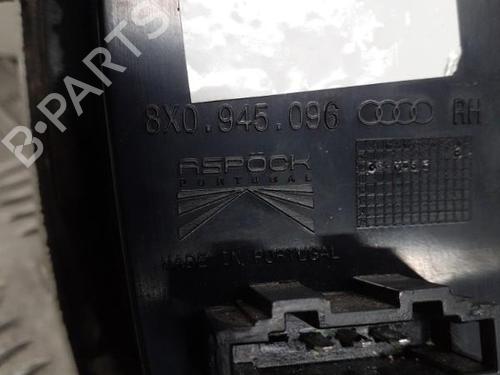 8X0.945.096 RH
ASPÖCK
PORTUGAL
MADE IN PORTUGAL
B-PARTS